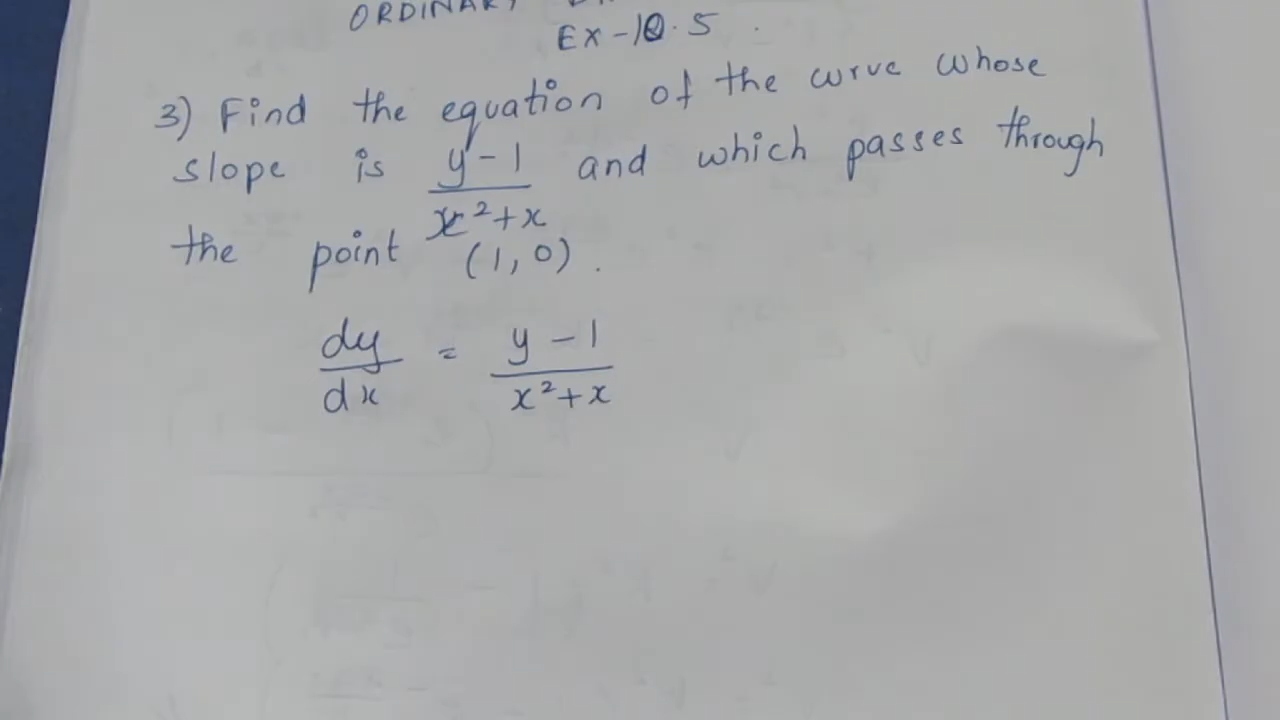 ORDINARY
Ex-10.5
3) Find the equation of the curve whose
slope is y-1/x²+x and which passes through
the point (1,0).
dy/dx = y-1/x²+x